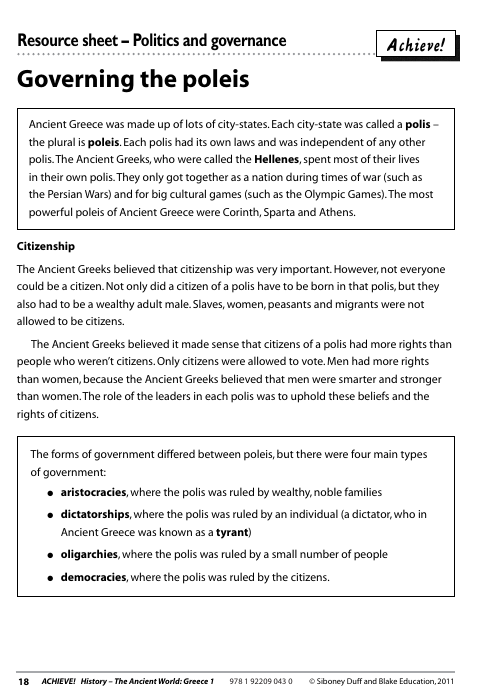 Resource sheet – Politics and governance
Achieve!
Governing the poleis
Ancient Greece was made up of lots of city-states. Each city-state was called a polis –
the plural is poleis. Each polis had its own laws and was independent of any other
polis. The Ancient Greeks, who were called the Hellenes, spent most of their lives
in their own polis. They only got together as a nation during times of war (such as
the Persian Wars) and for big cultural games (such as the Olympic Games). The most
powerful poleis of Ancient Greece were Corinth, Sparta and Athens.
Citizenship
The Ancient Greeks believed that citizenship was very important. However, not everyone
could be a citizen. Not only did a citizen of a polis have to be born in that polis, but they
also had to be a wealthy adult male. Slaves, women, peasants and migrants were not
allowed to be citizens.
The Ancient Greeks believed it made sense that citizens of a polis had more rights than
people who weren't citizens. Only citizens were allowed to vote. Men had more rights
than women, because the Ancient Greeks believed that men were smarter and stronger
than women. The role of the leaders in each polis was to uphold these beliefs and the
rights of citizens.
The forms of government differed between poleis, but there were four main types
of government:
● aristocracies, where the polis was ruled by wealthy, noble families
● dictatorships, where the polis was ruled by an individual (a dictator, who in
Ancient Greece was known as a tyrant)
● oligarchies, where the polis was ruled by a small number of people
● democracies, where the polis was ruled by the citizens.
18 ACHIEVE! History – The Ancient World: Greece 1 978 1 92209 043 0 © Siboney Duff and Blake Education, 2011